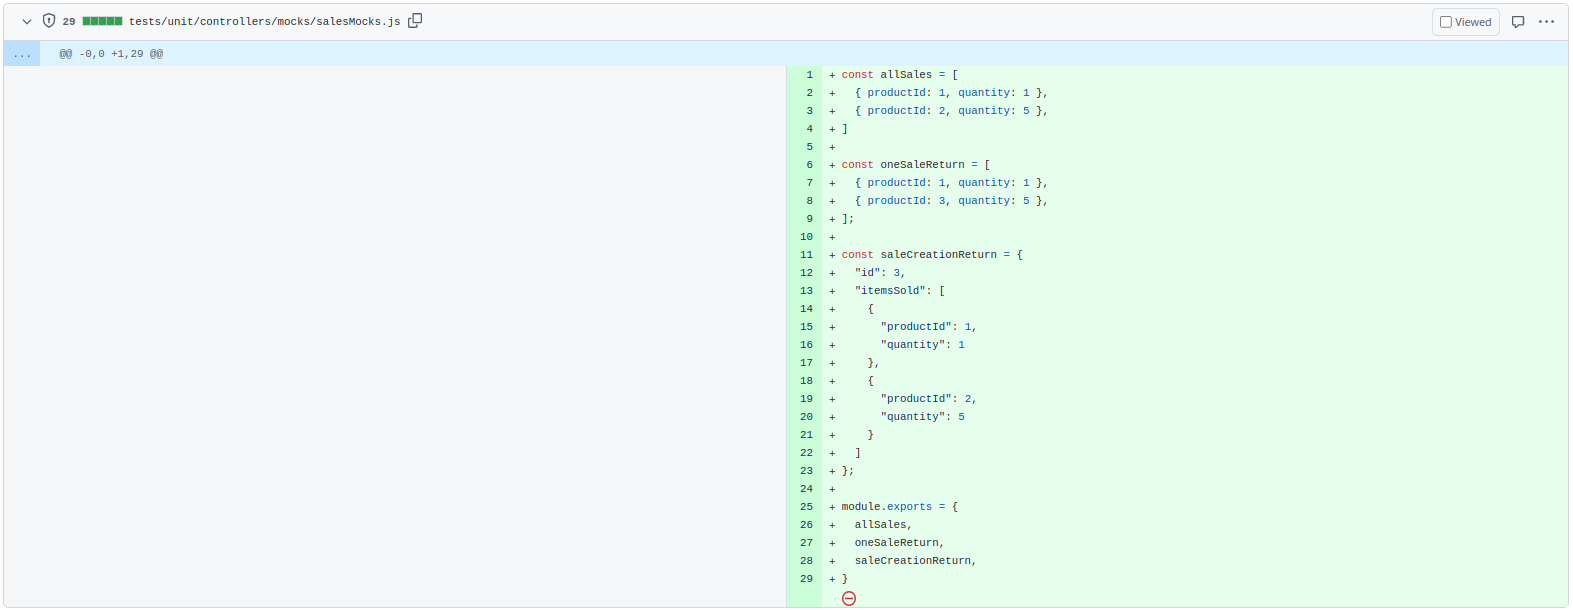 29 tests/unit/controllers/mocks/salesMocks.js Viewed ...
... @@ -0,0 +1,29 @@
1 + const allSales = [
2 +   { productId: 1, quantity: 1 },
3 +   { productId: 2, quantity: 5 },
4 + ]
5 +
6 + const oneSaleReturn = [
7 +   { productId: 1, quantity: 1 },
8 +   { productId: 3, quantity: 5 },
9 + ];
10 +
11 + const saleCreationReturn = {
12 +   "id": 3,
13 +   "itemsSold": [
14 +     {
15 +       "productId": 1,
16 +       "quantity": 1
17 +     },
18 +     {
19 +       "productId": 2,
20 +       "quantity": 5
21 +     }
22 +   ]
23 + };
24 +
25 + module.exports = {
26 +   allSales,
27 +   oneSaleReturn,
28 +   saleCreationReturn,
29 + }